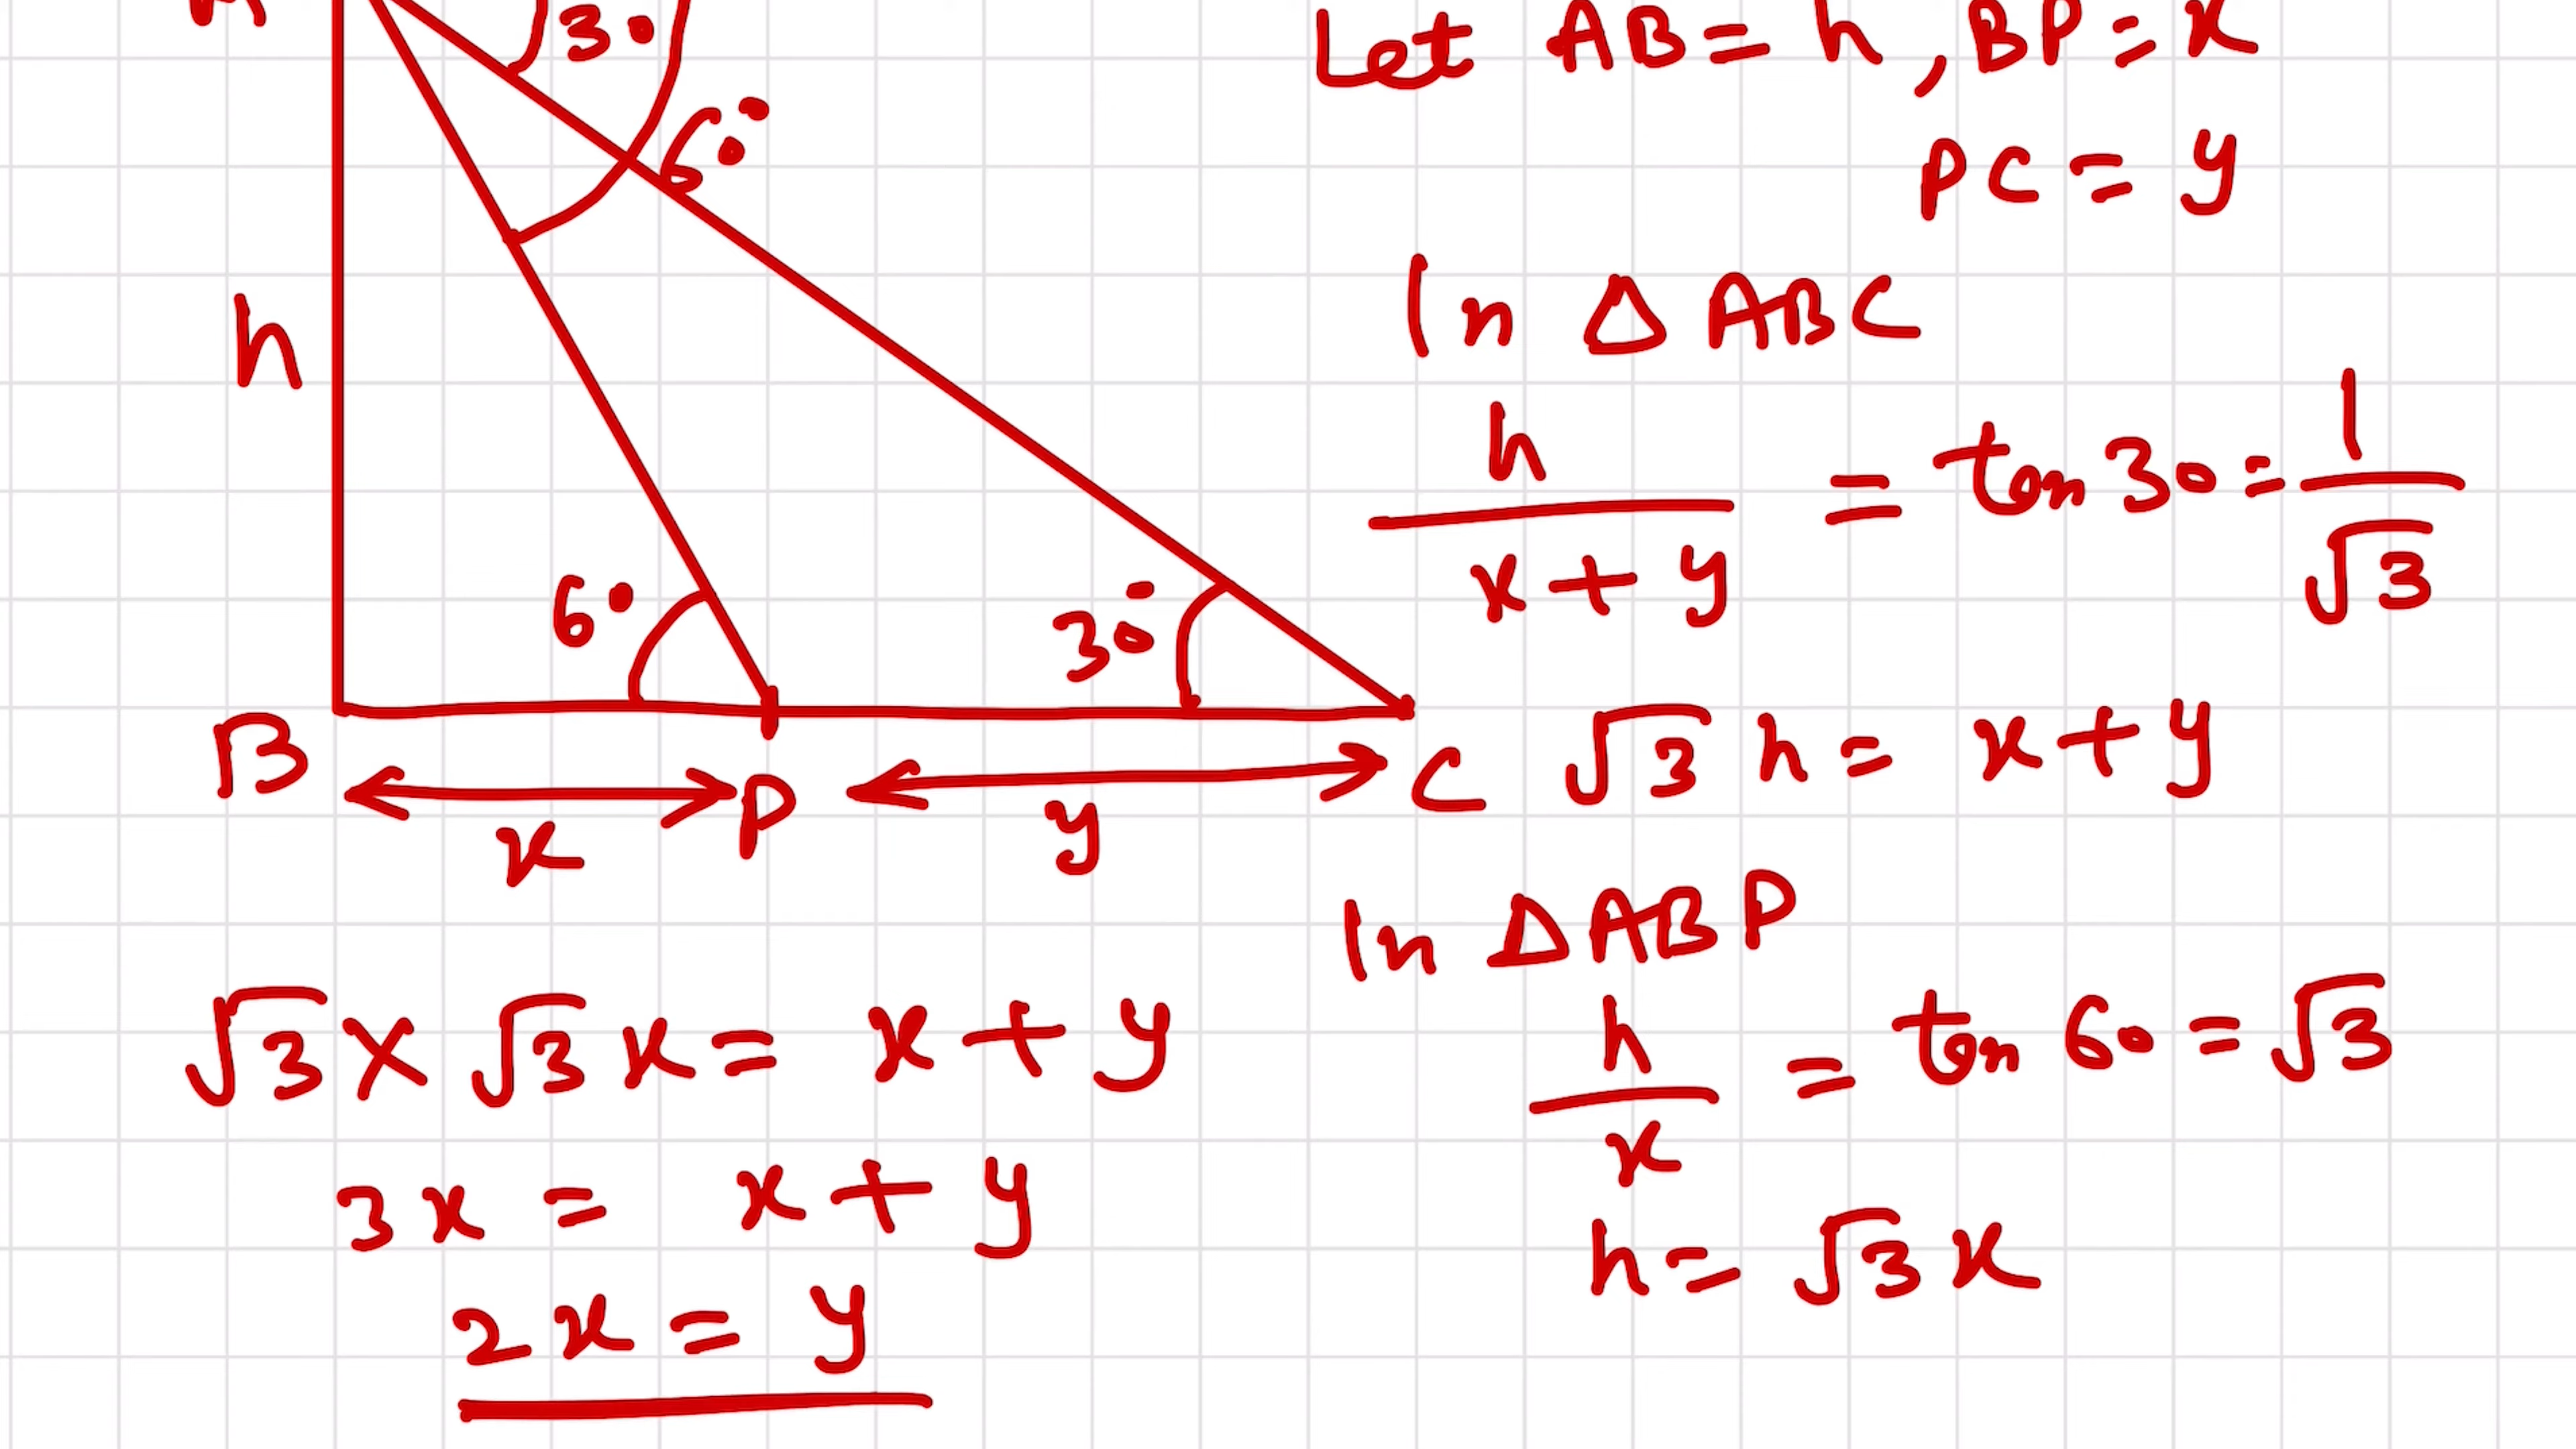 30
60°
h
60
30°
B
P
C
x
y
√3 × √3 x = x + y
3x = x + y
2x = y
Let AB = h, BP = x
PC = y
In Δ ABC
h
x + y
= tan 30 =
1
√3
√3 h = x + y
In Δ ABP
h
x
= tan 60 = √3
h = √3 x